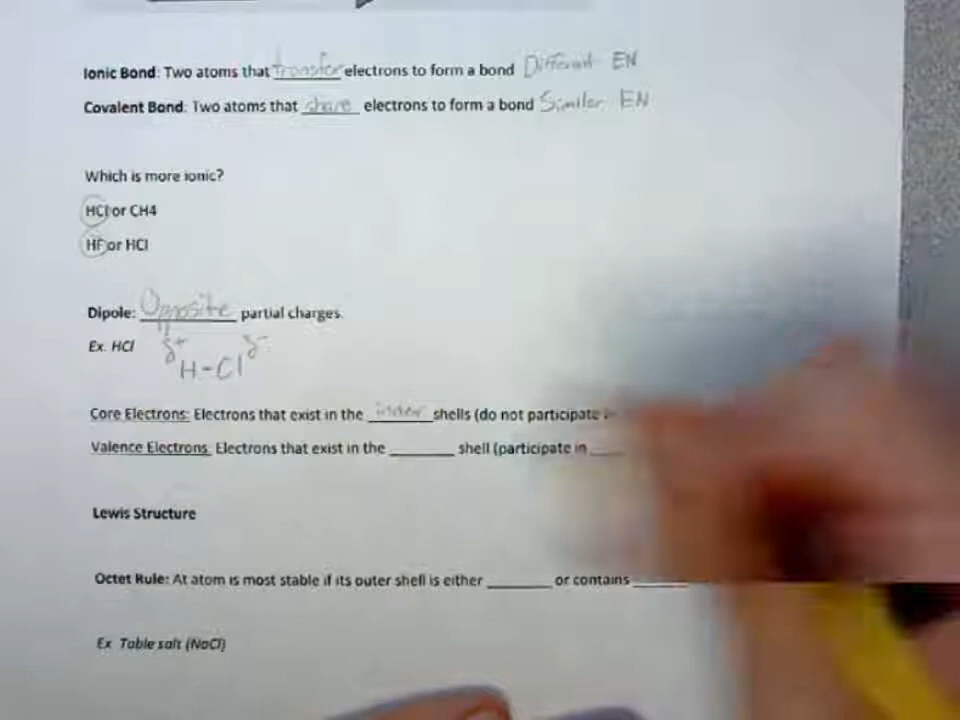 Ionic Bond: Two atoms that Transfer electrons to form a bond Different EN
Covalent Bond: Two atoms that share electrons to form a bond Similar EN
Which is more ionic?
HCl or CH4
HF or HCl
Dipole: Opposite partial charges.
Ex. HCl δ+ H-Cl δ-
Core Electrons: Electrons that exist in the inner shells (do not participate
Valence Electrons: Electrons that exist in the ______ shell (participate in ___
Lewis Structure
Octet Rule: At atom is most stable if its outer shell is either ______ or contains ______
Ex Table salt (NaCl)